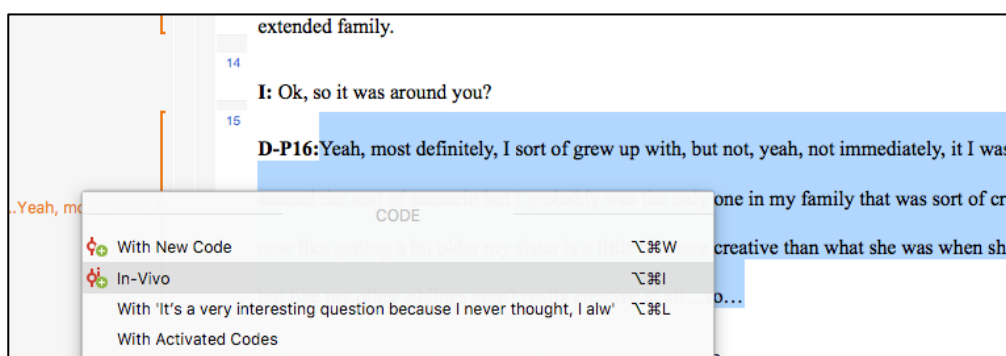 extended family.
14
I: Ok, so it was around you?
15
D-P16:Yeah, most definitely, I sort of grew up with, but not, yeah, not immediately, it I was
..Yeah, mo
one in my family that was sort of cr
CODE
With New Code ⌥⌘W
creative than what she was when sh
In-Vivo ⌥⌘I
o…
With 'It's a very interesting question because I never thought, I alw' ⌥⌘L
With Activated Codes